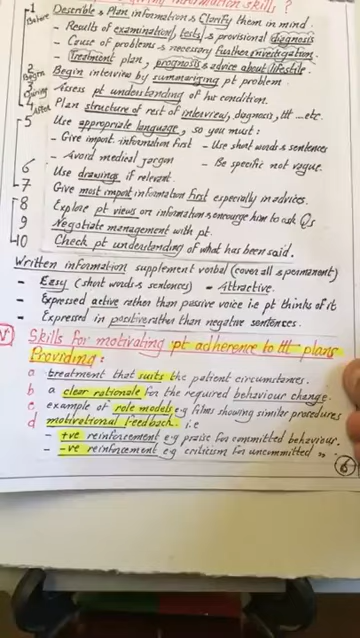 information skills ?
1 Describe & Plan information & Clarify them in mind.
Before - Results of examination, tests & provisional diagnosis
- Cause of problems & necessary further investigation.
- Treatment plan, prognosis & advice about lifestyle.
2 Begin interview by summarizing pt problem.
Begin
Assess pt understanding of his condition.
During
4 Plan structure of rest of interview, diagnosis, ttt ... etc.
After
5 Use appropriate language, so you must:
- Give import. information first - Use short words & sentences
- Avoid medical jargon - Be specific not vague.
6 Use drawings if relevant.
7 Give most import information first especially in advices.
8 Explore pt views on information & encourage him to ask Qs
9 Negotiate management with pt.
10 Check pt understanding of what has been said.
Written information supplement verbal (cover all & permanent)
- Easy (short words & sentences) - Attractive.
- Expressed active rather than passive voice i.e pt thinks of it
- Expressed in positive rather than negative sentences.
V Skills for motivating pt adherence to ttt plans
Providing:
a treatment that suits the patient circumstances.
b a clear rationale for the required behaviour change.
c example of role models eg films showing similar procedures
d motivational feedback. i.e
- +ve reinforcement eg praise for committed behaviour.
- -ve reinforcement eg criticism for uncommitted "
6